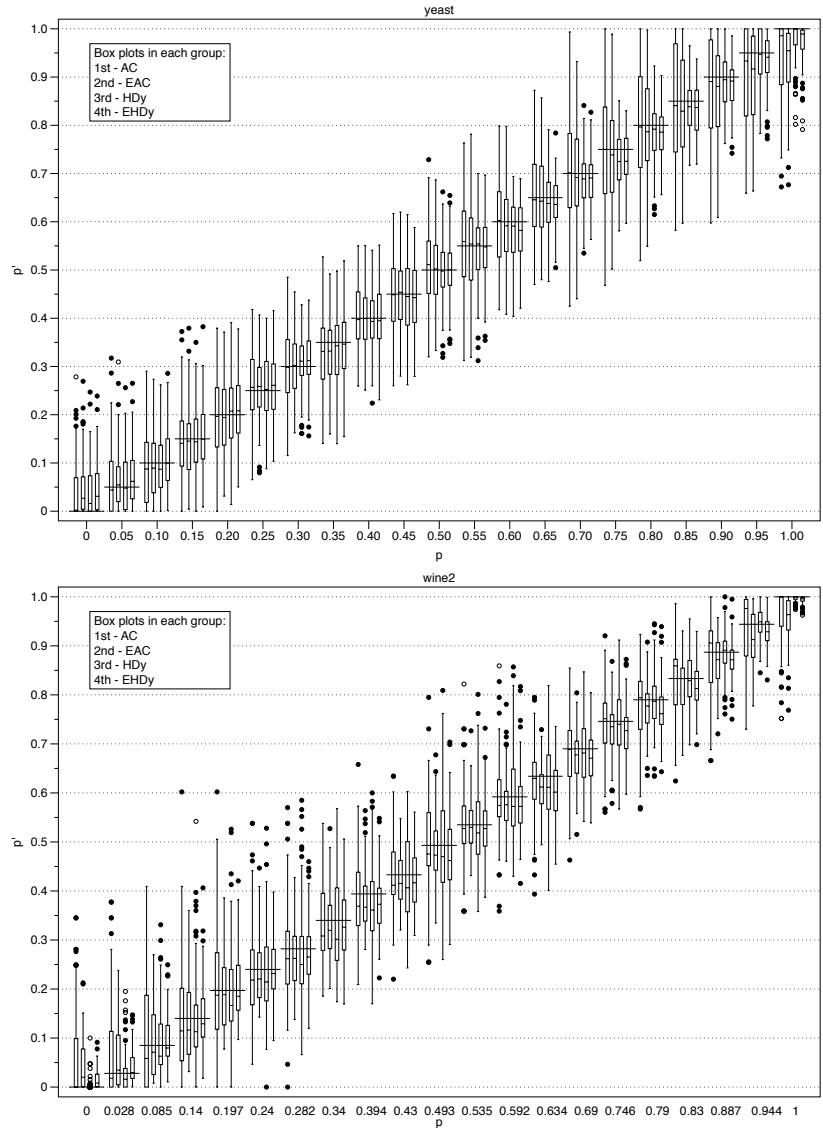 yeast
Box plots in each group:
1st - AC
2nd - EAC
3rd - HDy
4th - EHDy
1.0
0.9
0.8
0.7
0.6
0.5
0.4
0.3
0.2
0.1
0
p'
0 0.05 0.10 0.15 0.20 0.25 0.30 0.35 0.40 0.45 0.50 0.55 0.60 0.65 0.70 0.75 0.80 0.85 0.90 0.95 1.00
p
wine2
Box plots in each group:
1st - AC
2nd - EAC
3rd - HDy
4th - EHDy
1.0
0.9
0.8
0.7
0.6
0.5
0.4
0.3
0.2
0.1
0
p'
0 0.028 0.085 0.14 0.197 0.24 0.282 0.34 0.394 0.43 0.493 0.535 0.592 0.634 0.69 0.746 0.79 0.83 0.887 0.944 1
p